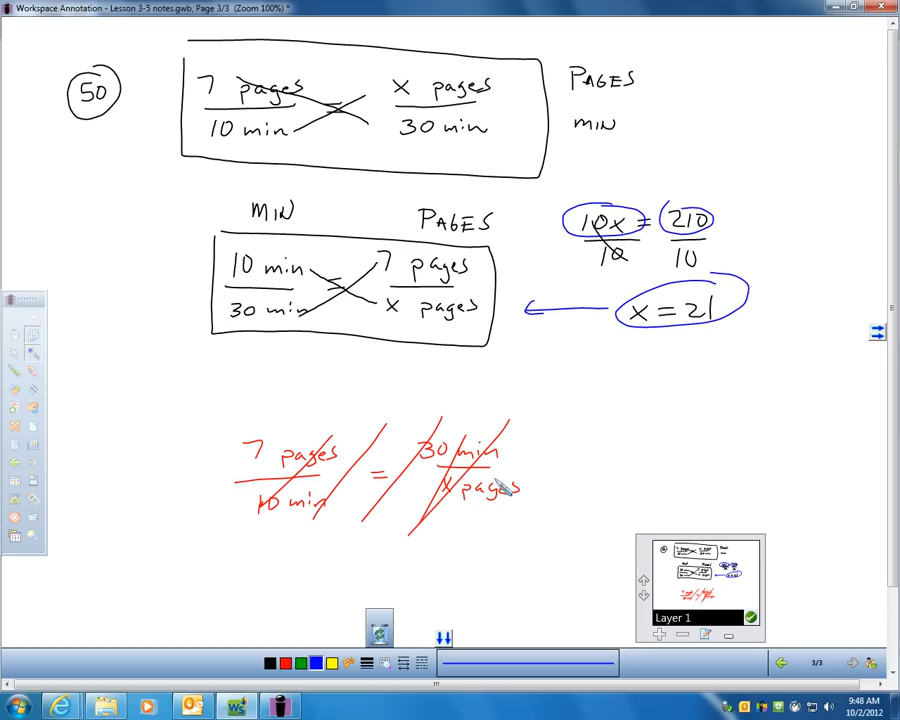 Workspace Annotation - Lesson 3-5 notes.gwb, Page 3/3 (Zoom 100%) *
50
7 pages = x pages PAGES
10 min 30 min MIN
MIN PAGES
10 min = 7 pages
30 min x pages
10x = 210
10 10
x = 21
7 pages = 30 min
10 min x pages
Layer 1
3/3
9:48 AM
10/2/2012